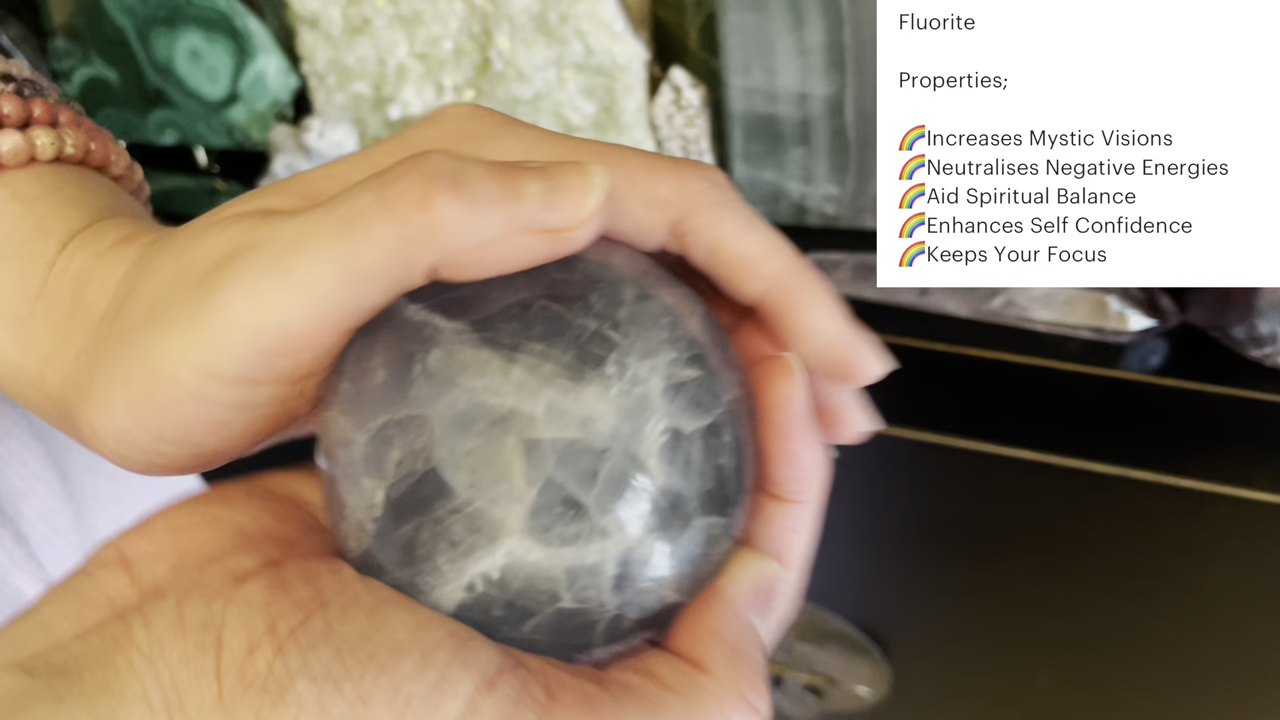 Fluorite
Properties;
🌈Increases Mystic Visions
🌈Neutralises Negative Energies
🌈Aid Spiritual Balance
🌈Enhances Self Confidence
🌈Keeps Your Focus